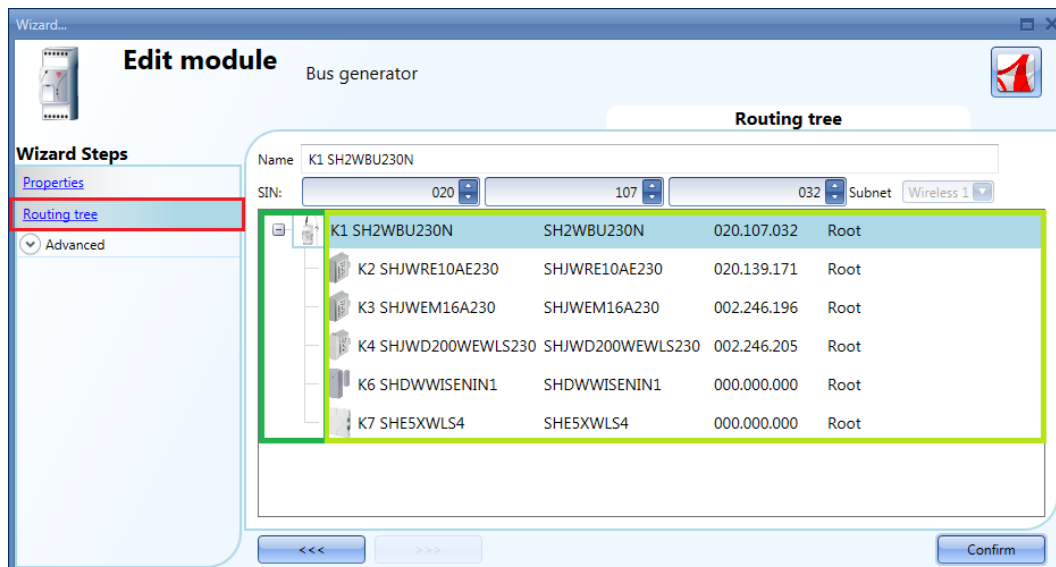 Wizard...
Edit module
Bus generator
Routing tree
Wizard Steps
Properties
Routing tree
Advanced
Name K1 SH2WBU230N
SIN: 020 107 032 Subnet Wireless 1
K1 SH2WBU230N SH2WBU230N 020.107.032 Root
K2 SHJWRE10AE230 SHJWRE10AE230 020.139.171 Root
K3 SHJWEM16A230 SHJWEM16A230 002.246.196 Root
K4 SHJWD200WEWLS230 SHJWD200WEWLS230 002.246.205 Root
K6 SHDWWISENIN1 SHDWWISENIN1 000.000.000 Root
K7 SHE5XWLS4 SHE5XWLS4 000.000.000 Root
<<< >>> Confirm